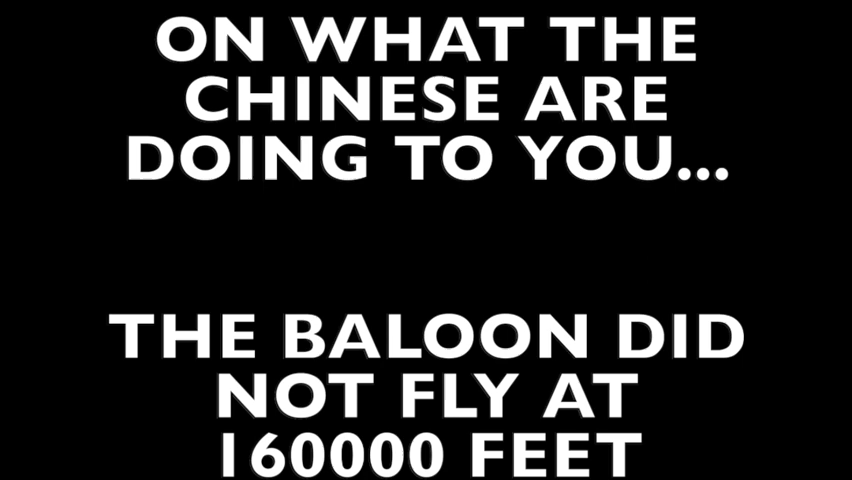 ON WHAT THE
CHINESE ARE
DOING TO YOU...
THE BALOON DID
NOT FLY AT
160000 FEET